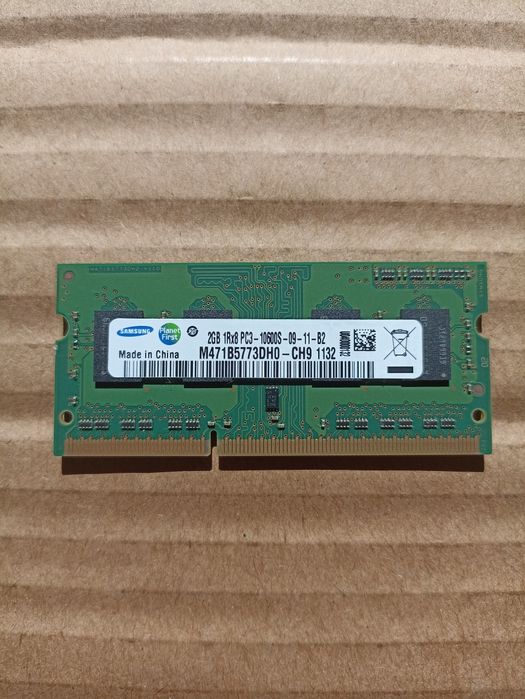 SAMSUNG
Planet First
2GB 1Rx8 PC3-10600S-09-11-B2
Made in China
M471B5773DH0-CH9 1132